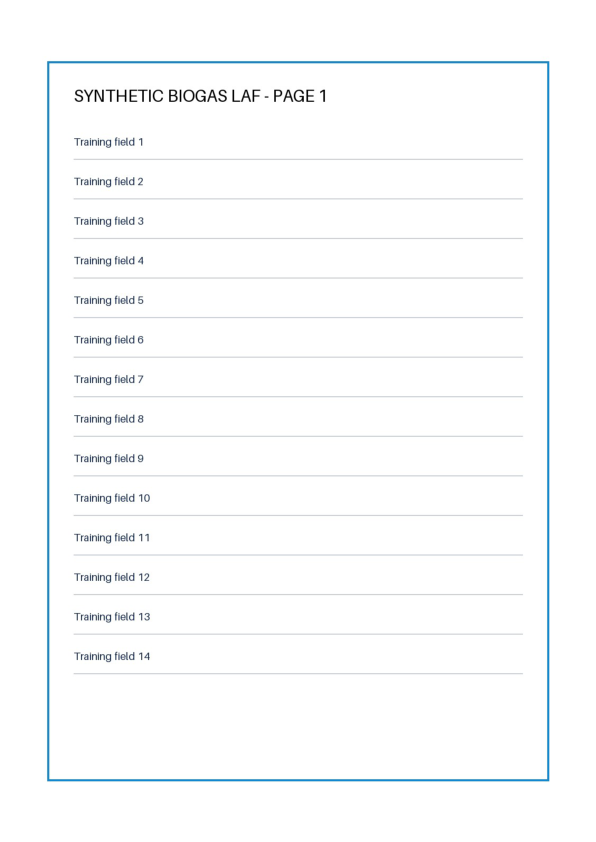 SYNTHETIC BIOGAS LAF - PAGE 1
Training field 1
Training field 2
Training field 3
Training field 4
Training field 5
Training field 6
Training field 7
Training field 8
Training field 9
Training field 10
Training field 11
Training field 12
Training field 13
Training field 14